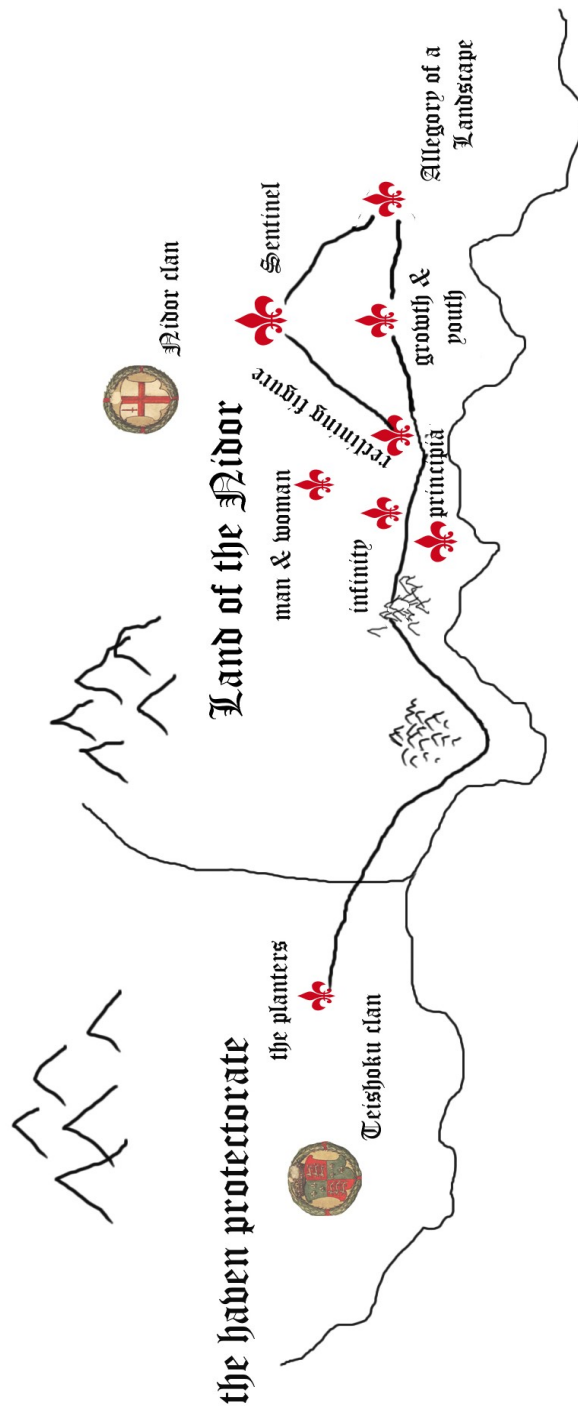 the haven protectorate
the planters
Teishoku clan
Land of the Nidor
Nidor clan
man & woman
infinity
principia
reclining figure
Sentinel
growth &
youth
Allegory of a
Landscape